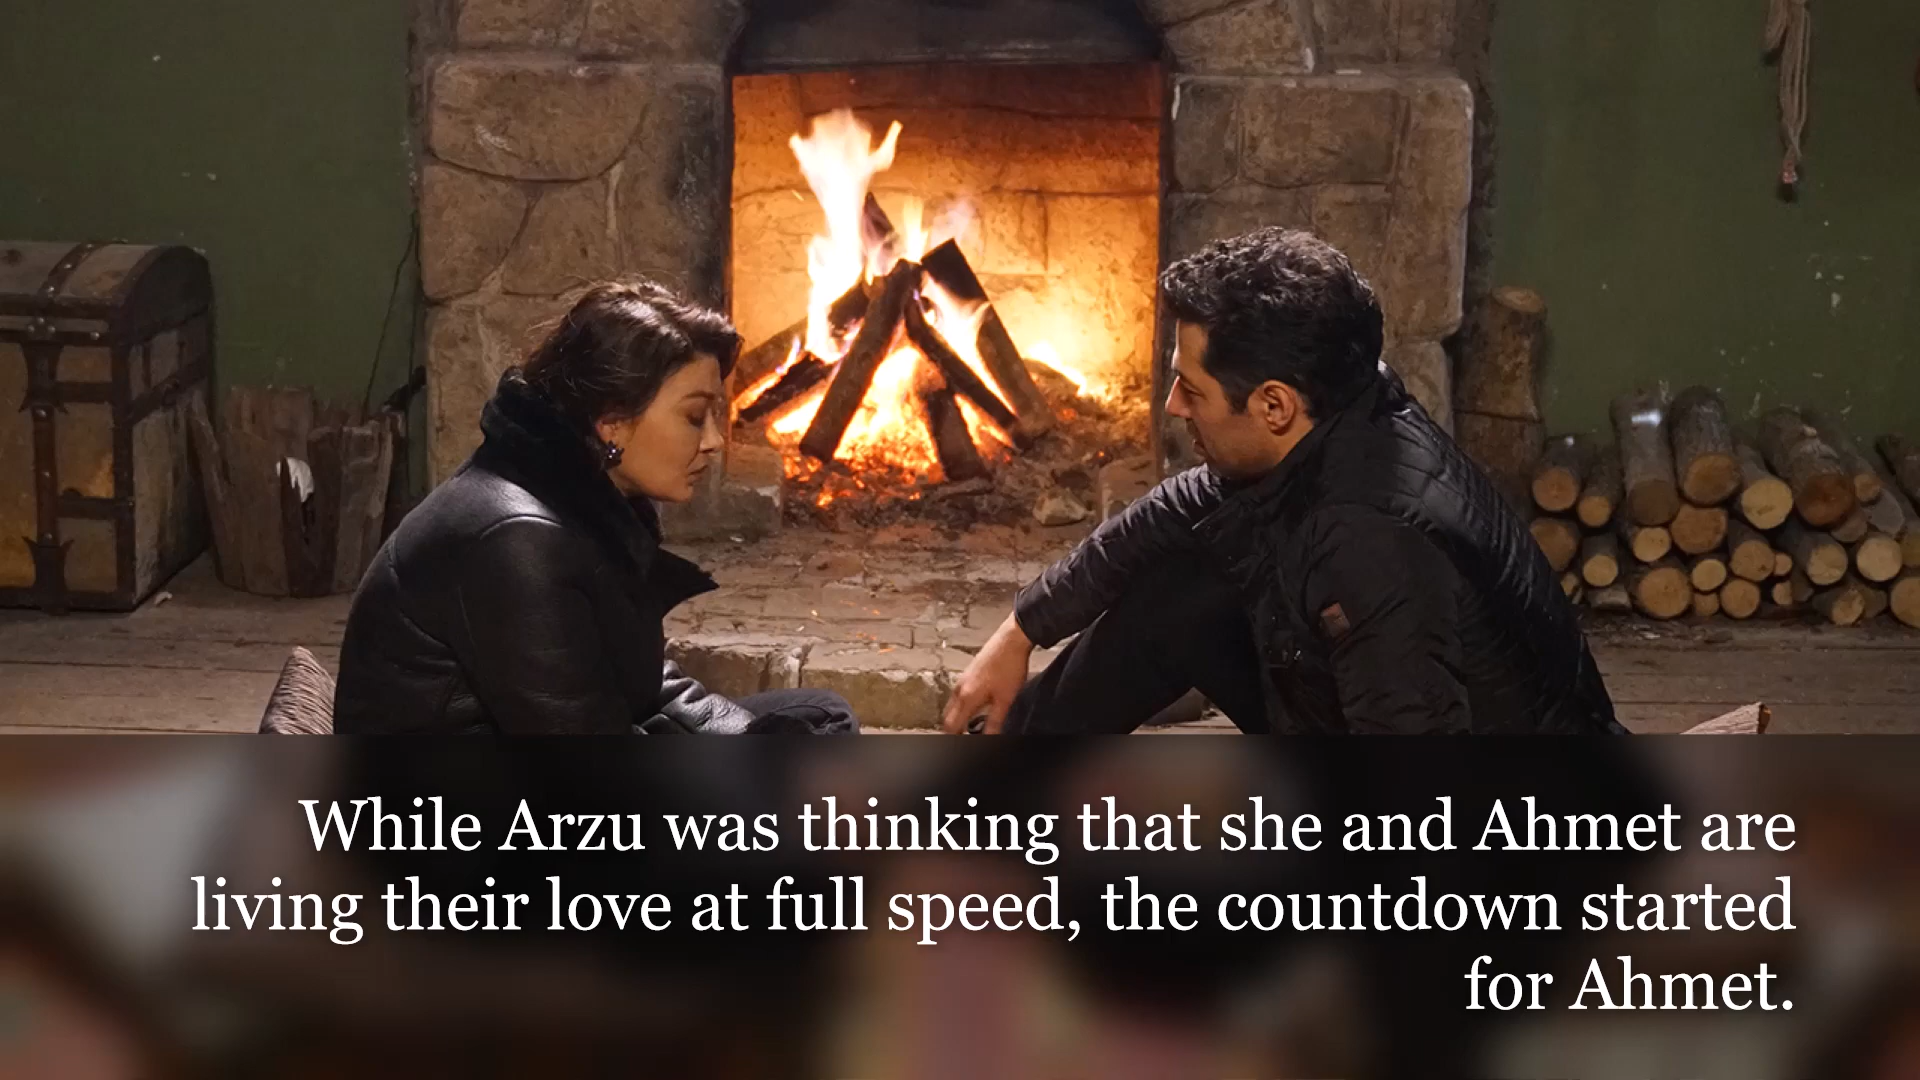 While Arzu was thinking that she and Ahmet are
living their love at full speed, the countdown started
for Ahmet.